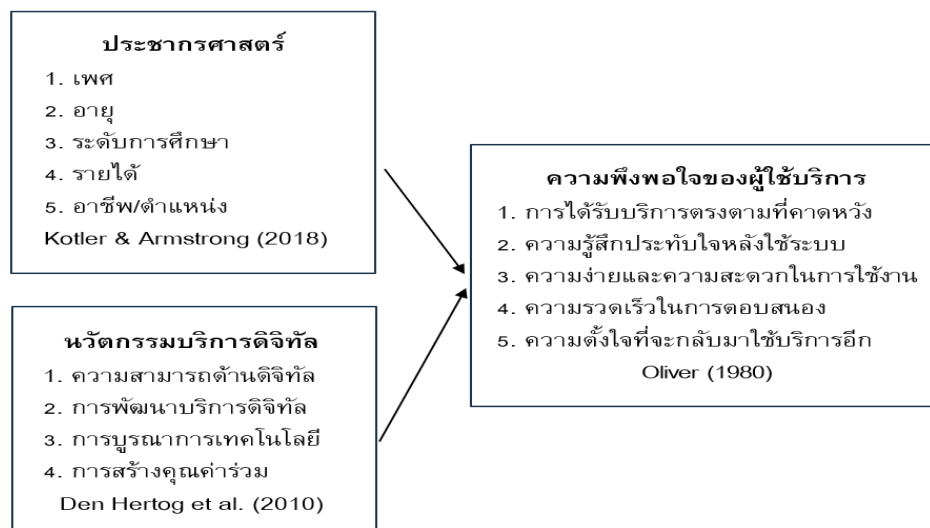 ประชากรศาสตร์
1. เพศ
2. อายุ
3. ระดับการศึกษา
4. รายได้
5. อาชีพ/ตำแหน่ง
Kotler & Armstrong (2018)
นวัตกรรมบริการดิจิทัล
1. ความสามารถด้านดิจิทัล
2. การพัฒนาบริการดิจิทัล
3. การบูรณาการเทคโนโลยี
4. การสร้างคุณค่าร่วม
Den Hertog et al. (2010)
ความพึงพอใจของผู้ใช้บริการ
1. การได้รับบริการตรงตามที่คาดหวัง
2. ความรู้สึกประทับใจหลังใช้ระบบ
3. ความง่ายและความสะดวกในการใช้งาน
4. ความรวดเร็วในการตอบสนอง
5. ความตั้งใจที่จะกลับมาใช้บริการอีก
Oliver (1980)